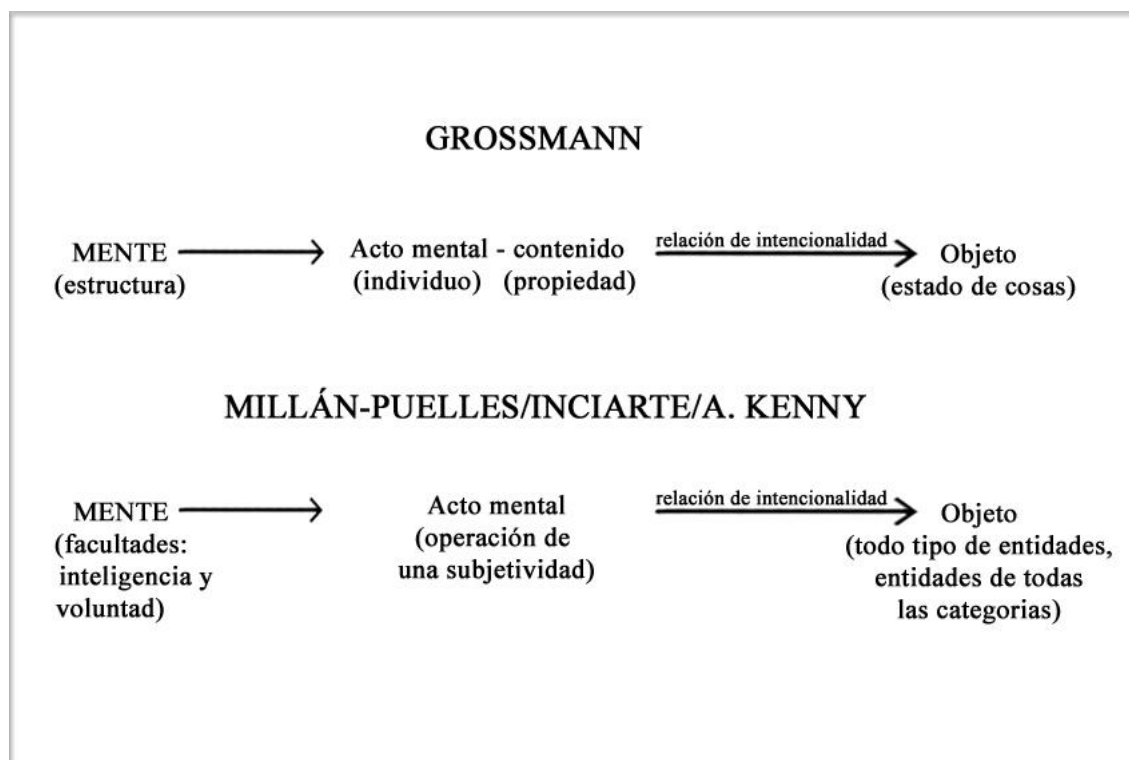 GROSSMANN
MENTE
(estructura)
Acto mental - contenido
(individuo) (propiedad)
relación de intencionalidad
Objeto
(estado de cosas)
MILLÁN-PUELLES/INCIARTE/A. KENNY
MENTE
(facultades:
inteligencia y
voluntad)
Acto mental
(operación de
una subjetividad)
relación de intencionalidad
Objeto
(todo tipo de entidades,
entidades de todas
las categorias)